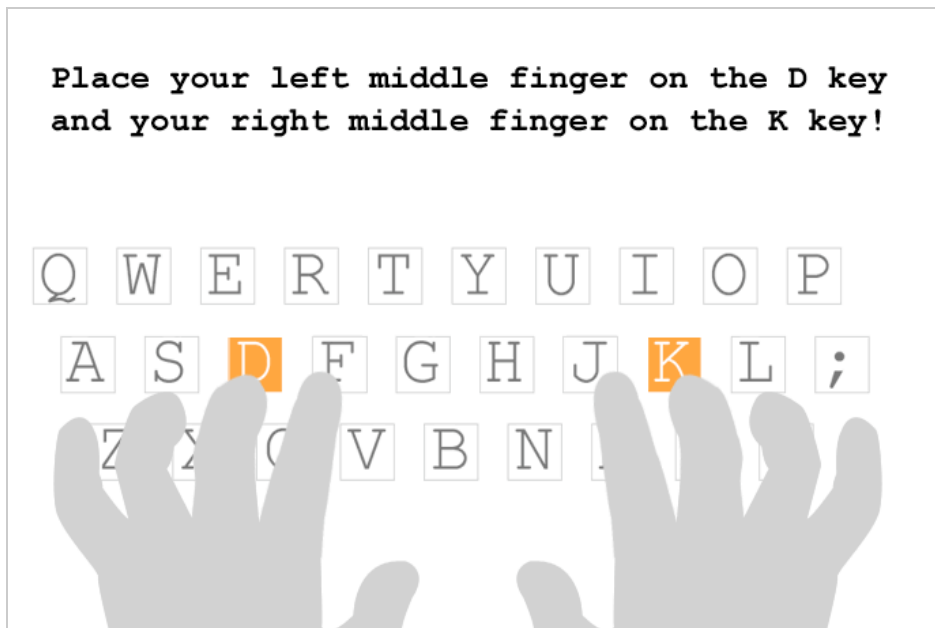 Place your left middle finger on the D key
and your right middle finger on the K key!
Q W E R T Y U I O P
A S D F G H J K L ;
Z X C V B N